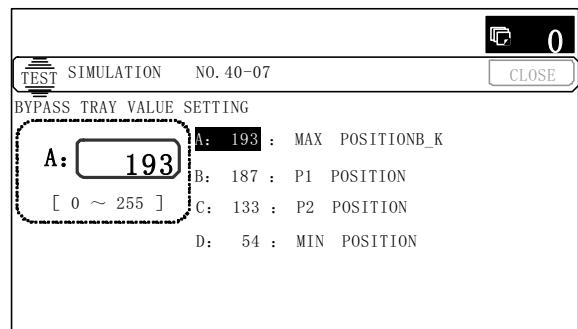 0
TEST SIMULATION NO.40-07 CLOSE
BYPASS TRAY VALUE SETTING
A: 193
[ 0 ~ 255 ]
A: 193 : MAX POSITIONB_K
B: 187 : P1 POSITION
C: 133 : P2 POSITION
D: 54 : MIN POSITION